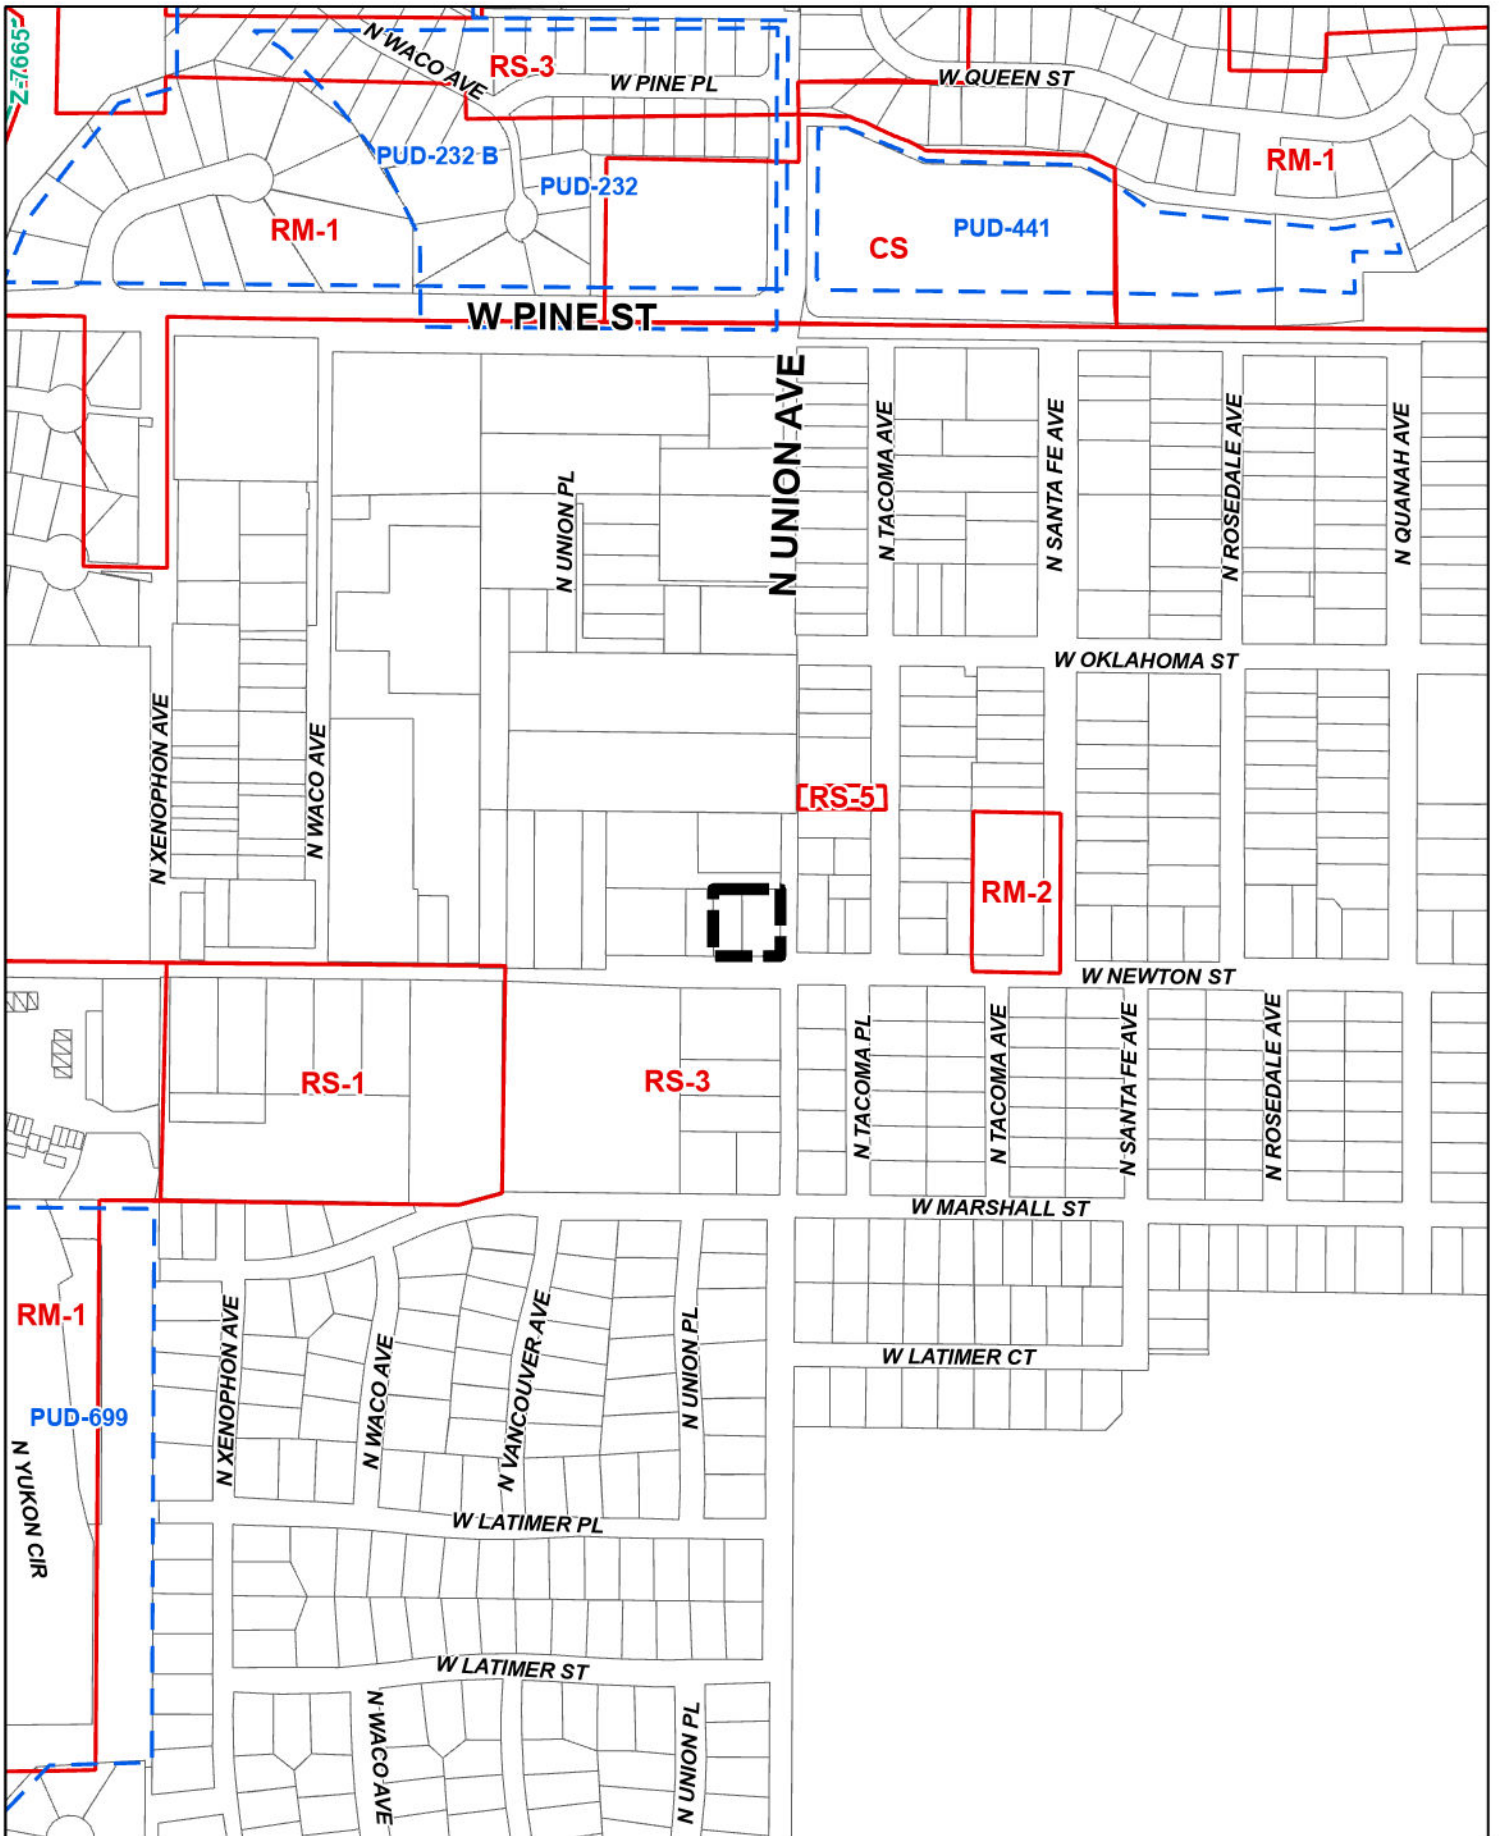 Z-7665
N WACO AVE
RS-3
W PINE PL
W QUEEN ST
PUD-232 B
PUD-232
RM-1
RM-1
CS
PUD-441
W PINE ST
N UNION AVE
N TACOMA AVE
N SANTA FE AVE
N ROSEDALE AVE
N QUANAH AVE
N UNION PL
W OKLAHOMA ST
N XENOPHON AVE
N WACO AVE
RS-5
RM-2
W NEWTON ST
RS-1
RS-3
N TACOMA PL
N TACOMA AVE
N SANTA FE AVE
N ROSEDALE AVE
W MARSHALL ST
RM-1
N XENOPHON AVE
N WACO AVE
N VANCOUVER AVE
N UNION PL
W LATIMER CT
PUD-699
N YUKON CIR
W LATIMER PL
W LATIMER ST
N WACO AVE
N UNION PL